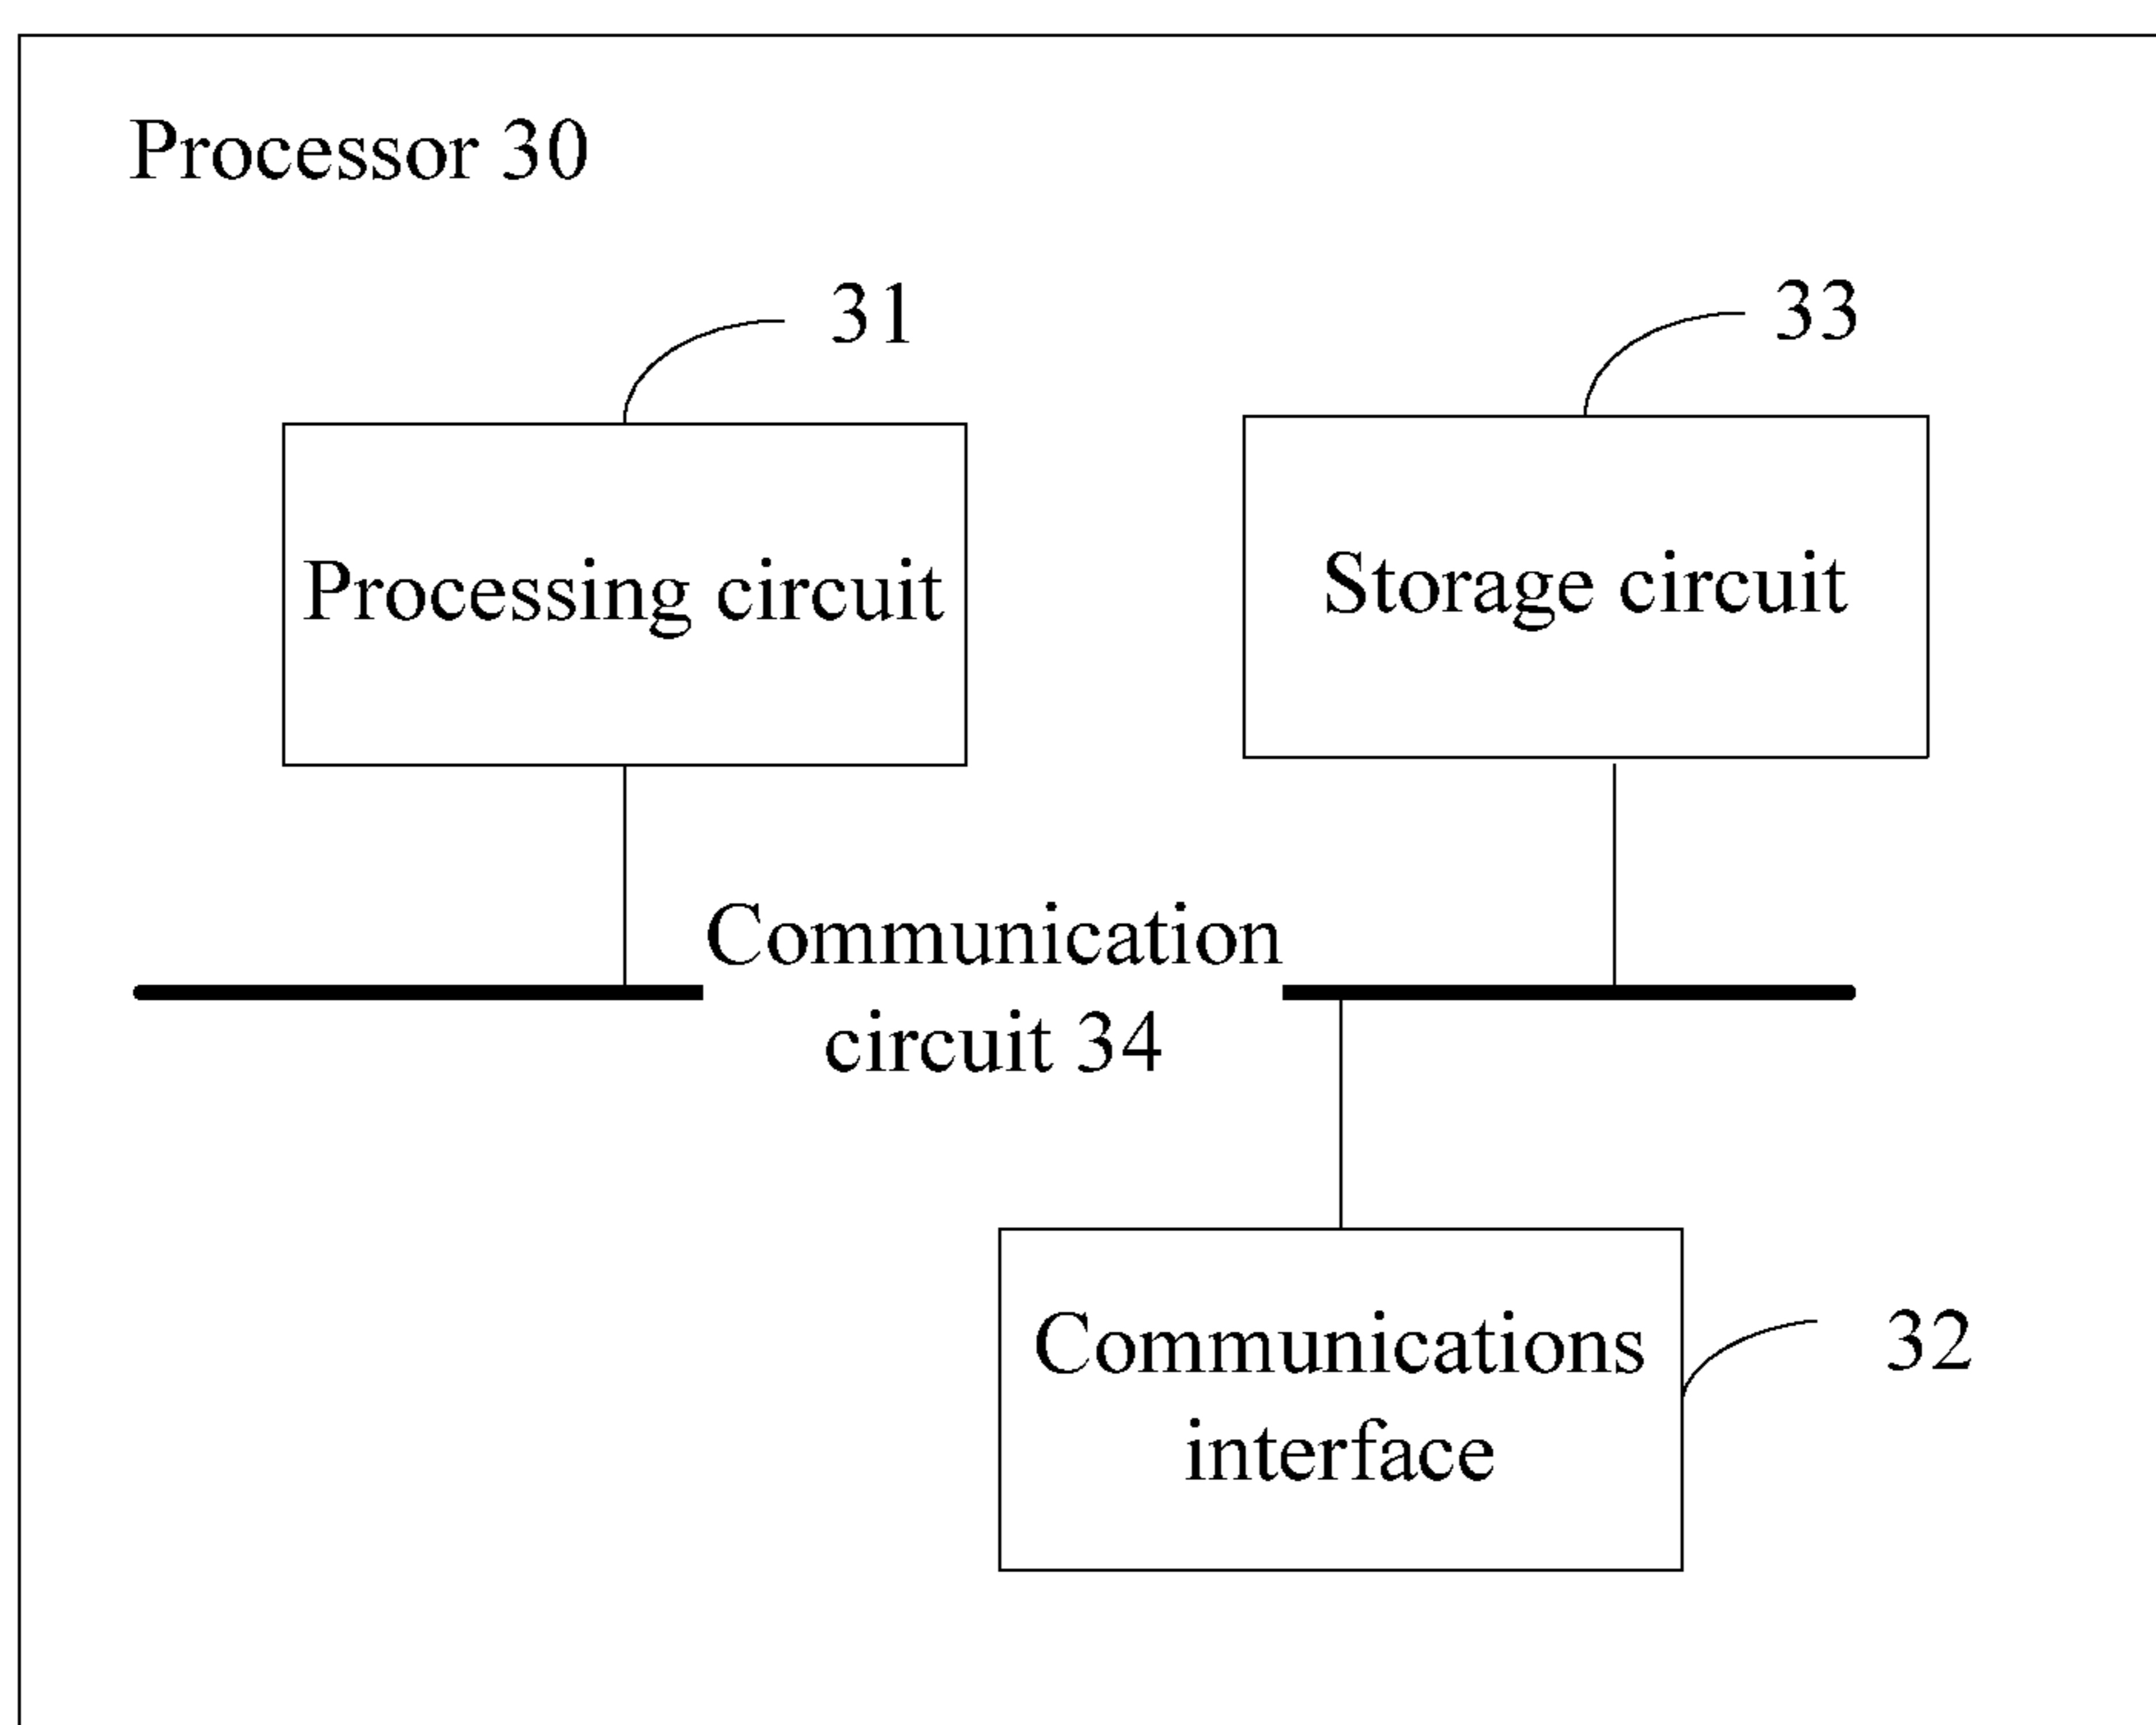 Processor 30
31
33
Processing circuit
Storage circuit
Communication
circuit 34
Communications
interface
32